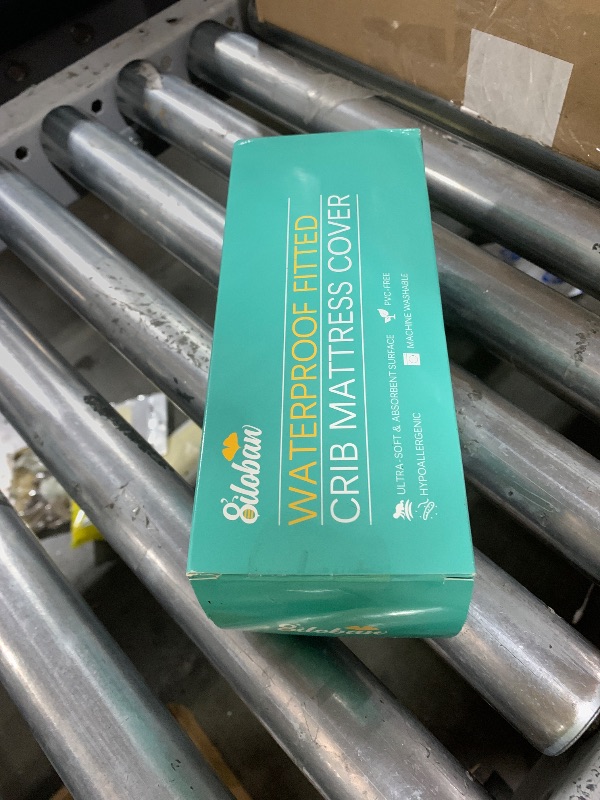 Biloban
WATERPROOF FITTED
CRIB MATTRESS COVER
ULTRA-SOFT & ABSORBENT SURFACE
PVC-FREE
HYPOALLERGENIC
MACHINE WASHABLE
Biloban